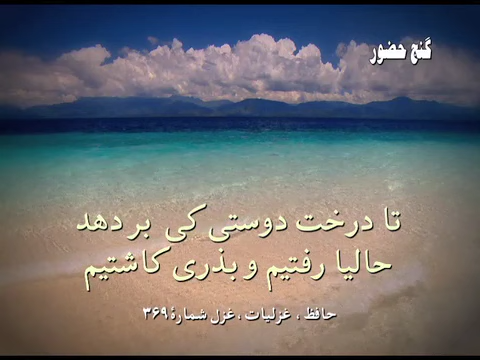 گنج حضور
تا درخت دوستی کی بر دهد
حالیا رفتیم و بذری کاشتیم
حافظ ، غزلیات ، غزل شمارهٔ ۳۶۹